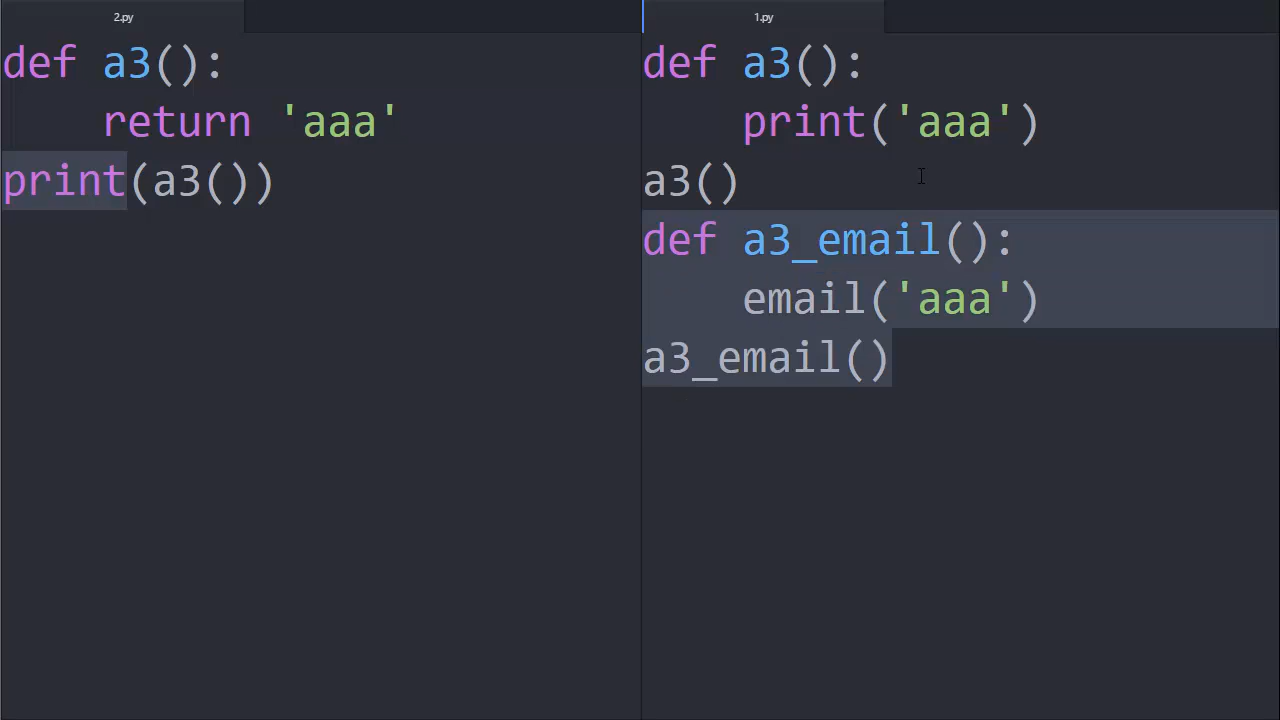 2.py
def a3():
    return 'aaa'
print(a3())
1.py
def a3():
    print('aaa')
a3()
def a3_email():
    email('aaa')
a3_email()